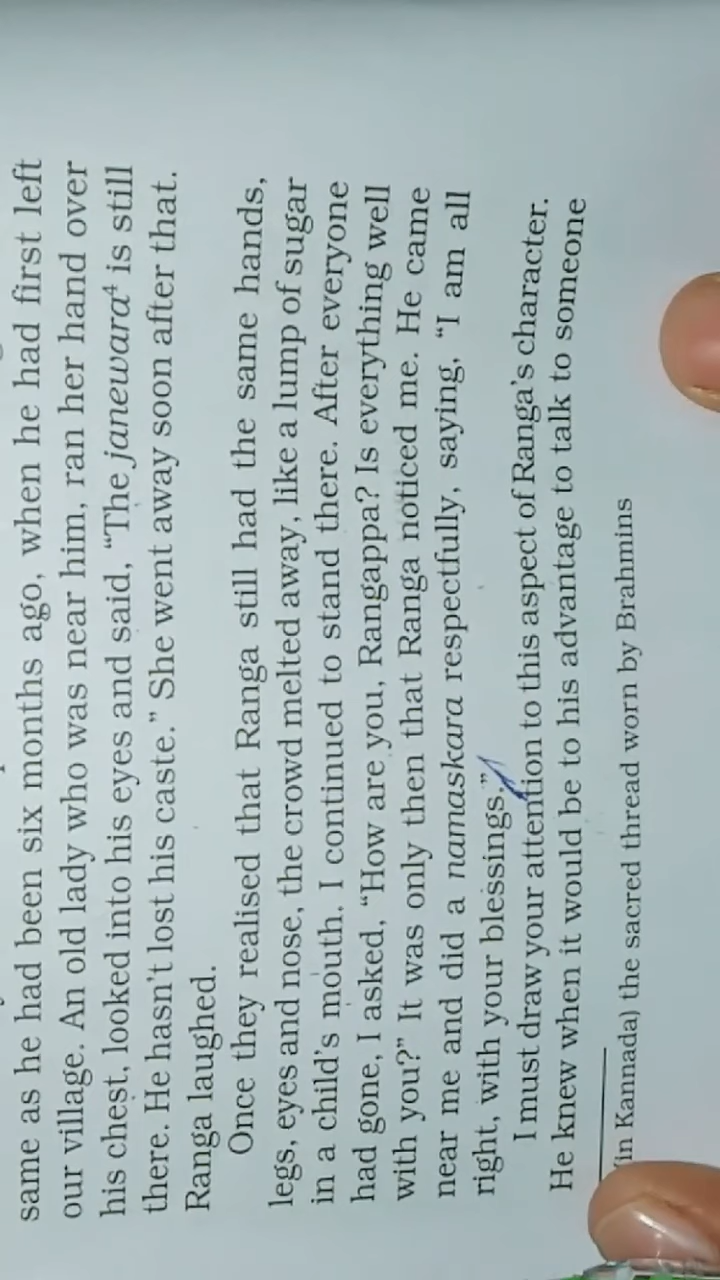 same as he had been six months ago, when he had first left
our village. An old lady who was near him, ran her hand over
his chest, looked into his eyes and said, “The janewara⁴ is still
there. He hasn’t lost his caste.” She went away soon after that.
Ranga laughed.
Once they realised that Ranga still had the same hands,
legs, eyes and nose, the crowd melted away, like a lump of sugar
in a child’s mouth. I continued to stand there. After everyone
had gone, I asked, “How are you, Rangappa? Is everything well
with you?” It was only then that Ranga noticed me. He came
near me and did a namaskara respectfully, saying, “I am all
right, with your blessings.”
I must draw your attention to this aspect of Ranga’s character.
He knew when it would be to his advantage to talk to someone
(in Kannada) the sacred thread worn by Brahmins